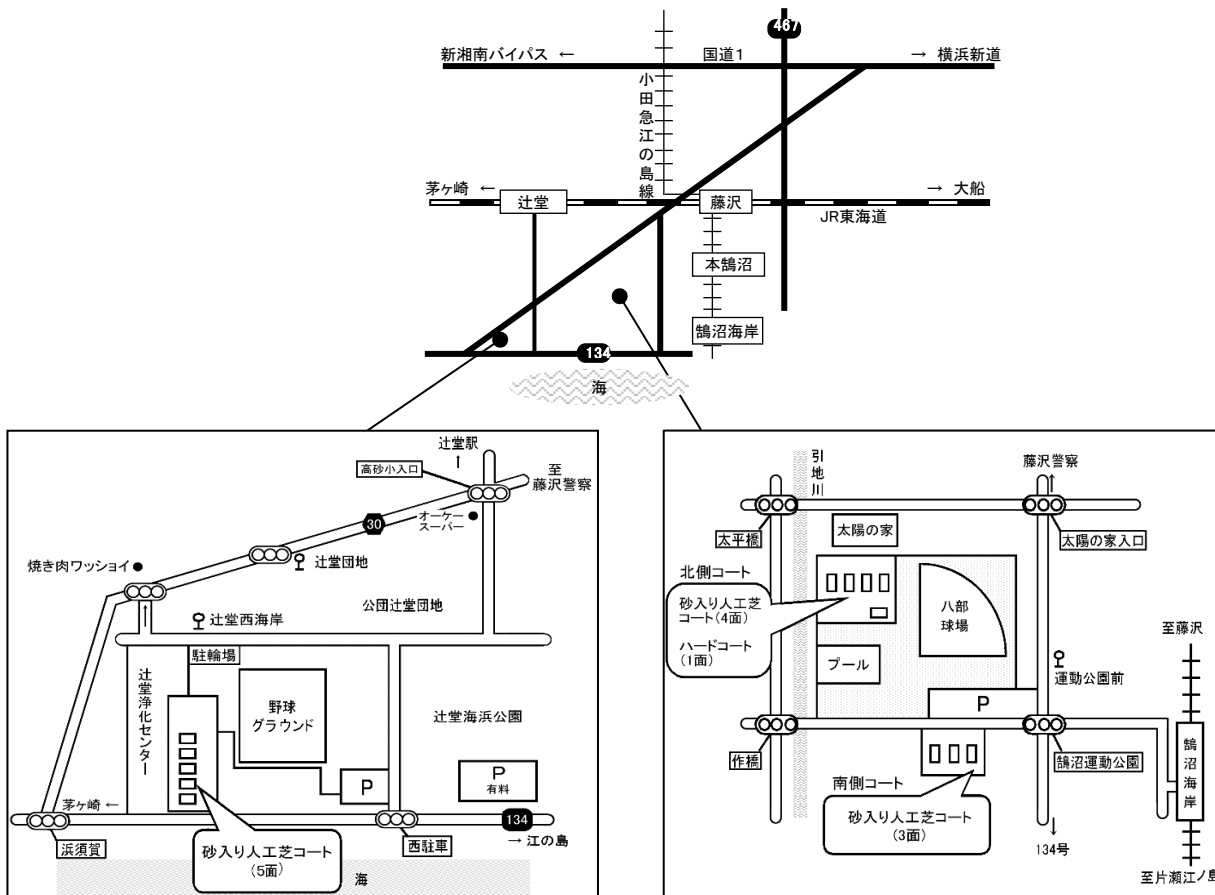 467
新湘南バイパス ←
国道1
→ 横浜新道
小田急江の島線
茅ヶ崎 ←
辻堂
藤沢
→ 大船
JR東海道
本鵠沼
鵠沼海岸
134
海
辻堂駅
↑
高砂小入口
至
藤沢警察
オーケー
スーパー
30
焼き肉ワッショイ
辻堂団地
辻堂西海岸
公団辻堂団地
↑
駐輪場
辻堂浄化センター
野球
グラウンド
辻堂海浜公園
P
P
有料
茅ヶ崎 ←
134
→ 江の島
浜須賀
西駐車
砂入り人工芝コート
(5面)
海
引地川
藤沢警察
↑
太平橋
太陽の家
太陽の家入口
北側コート
砂入り人工芝
コート(4面)
ハードコート
(1面)
八部
球場
プール
至藤沢
運動公園前
P
作橋
鵠沼運動公園
鵠沼海岸
南側コート
砂入り人工芝コート
(3面)
↓
134号
至片瀬江ノ島